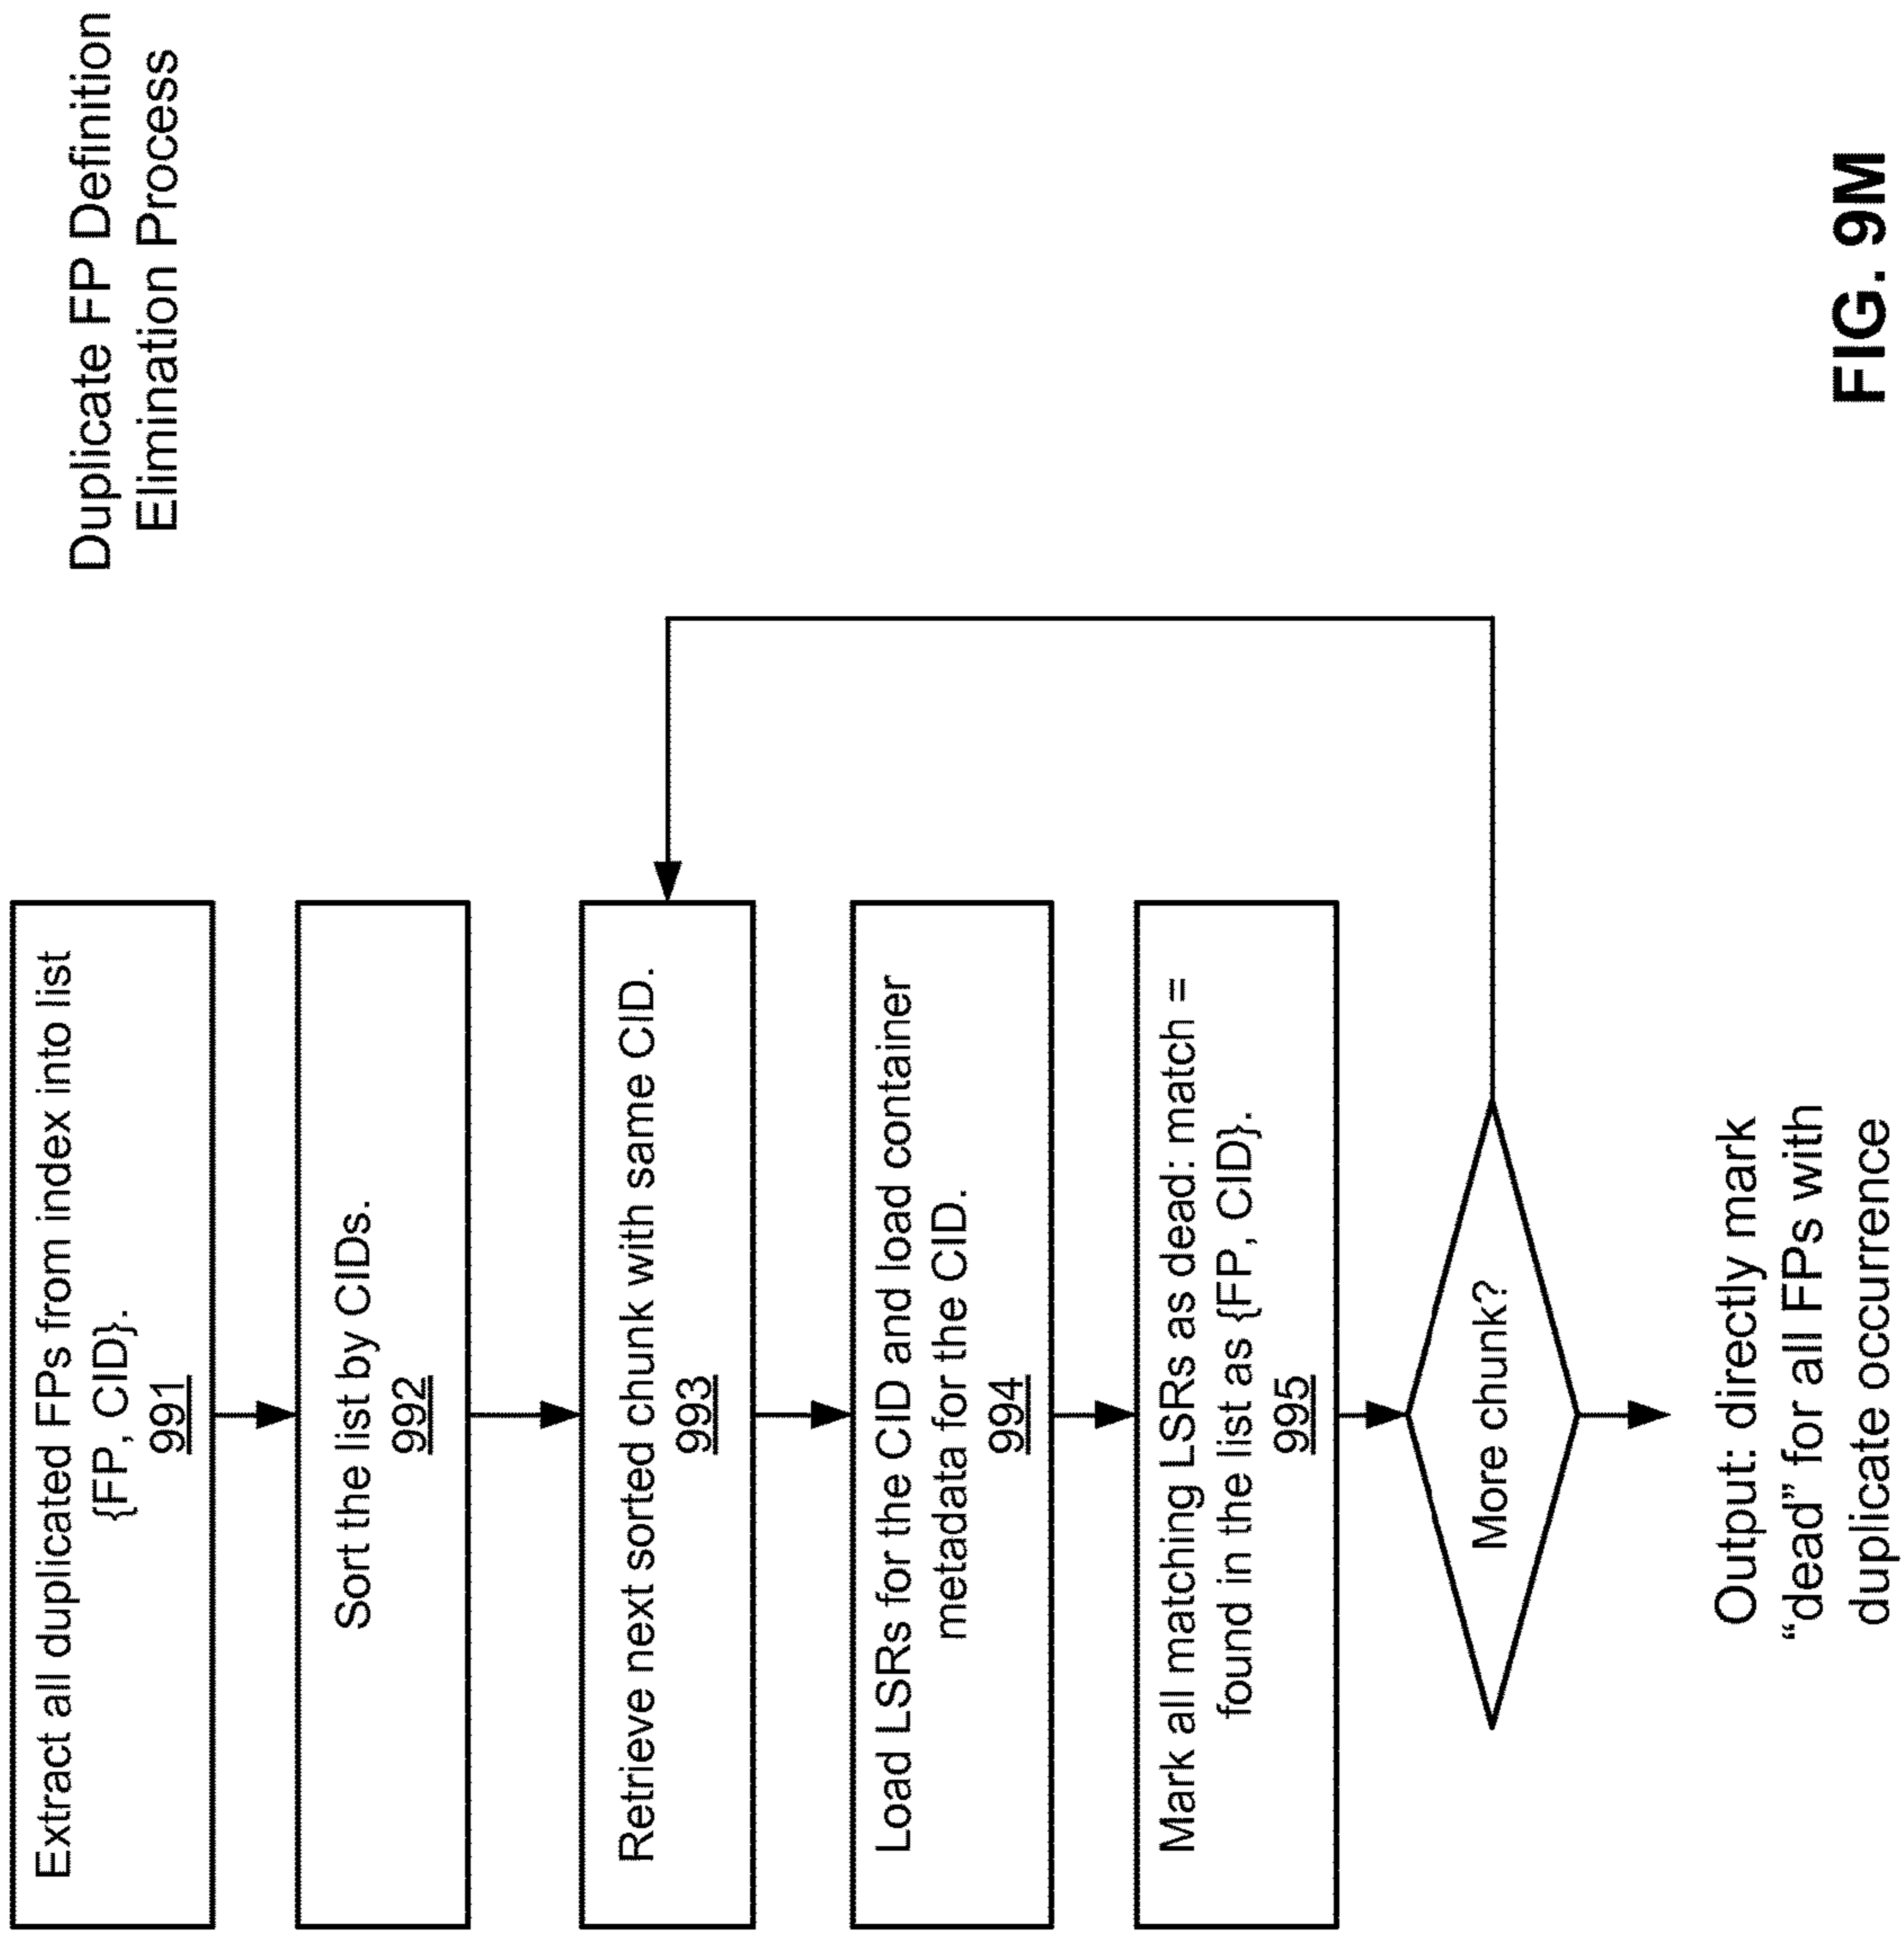 Duplicate FP Definition
Elimination Process
Extract all duplicated FPs from index into list
{FP, CID}.
991
Sort the list by CIDs.
992
Retrieve next sorted chunk with same CID.
993
Load LSRs for the CID and load container
metadata for the CID.
994
Mark all matching LSRs as dead: match =
found in the list as {FP, CID}.
995
More chunk?
Output: directly mark
“dead” for all FPs with
duplicate occurrence
FIG. 9M